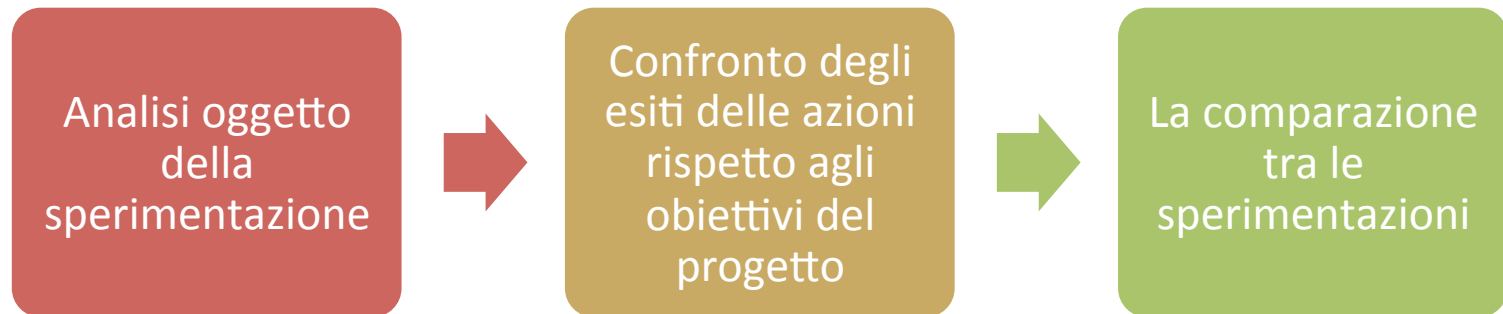 Analisi oggetto
della
sperimentazione
Confronto degli
esiti delle azioni
rispetto agli
obiettivi del
progetto
La comparazione
tra le
sperimentazioni